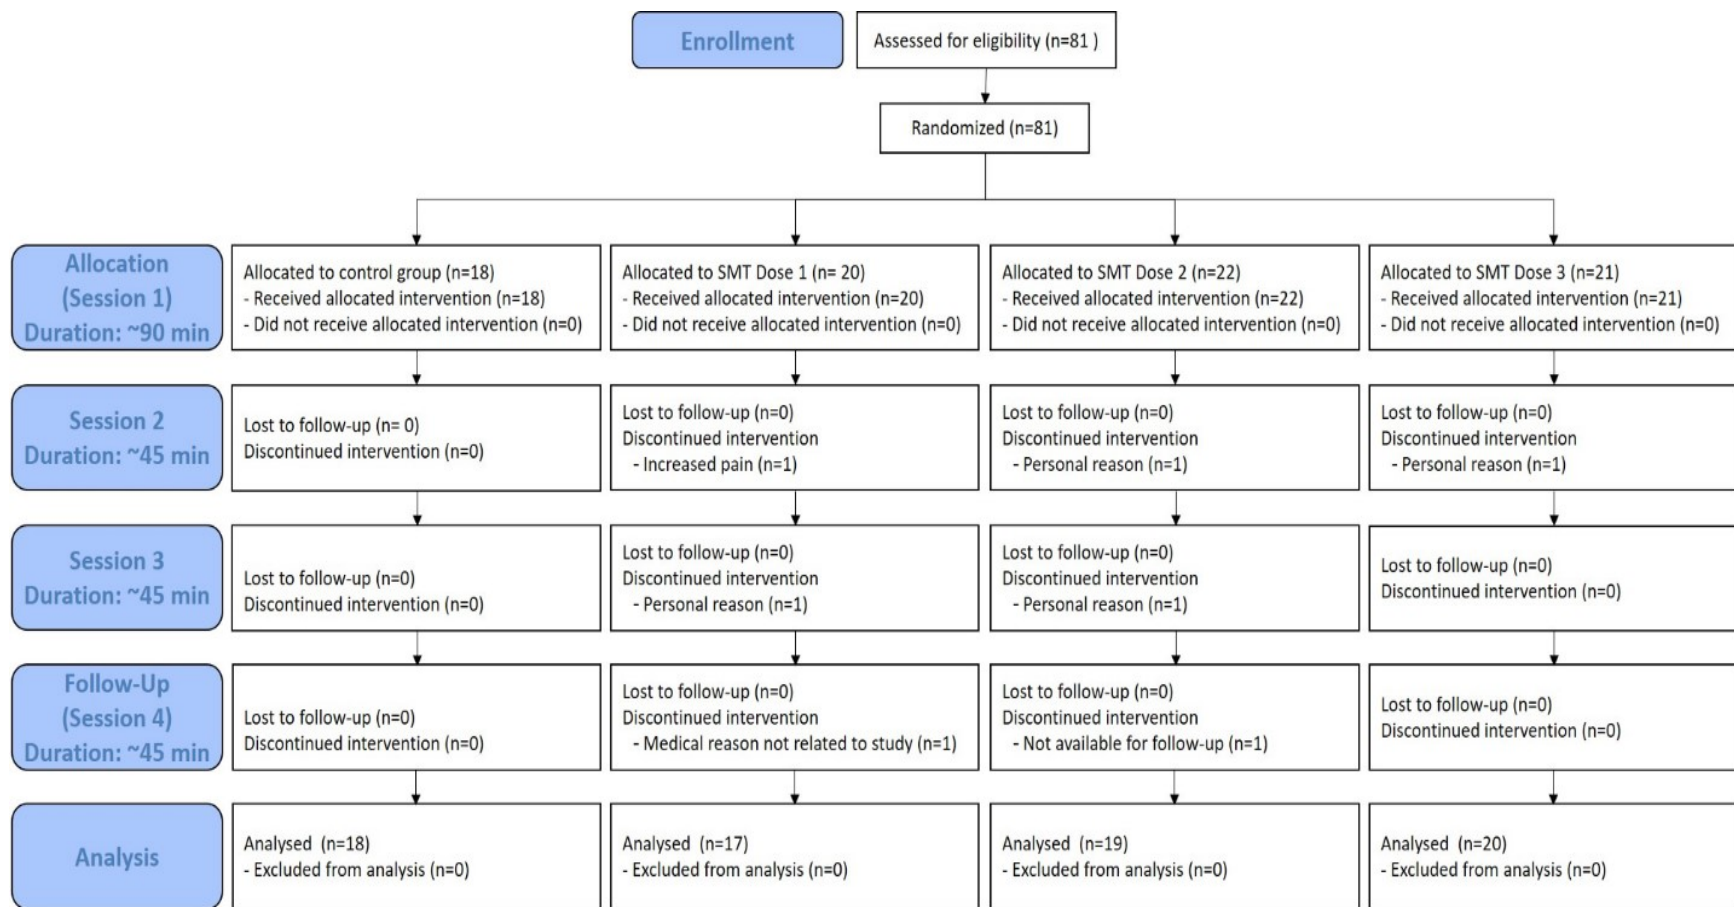 Enrollment
Assessed for eligibility (n=81 )
Randomized (n=81)
Allocation
(Session 1)
Duration: ~90 min
Allocated to control group (n=18)
- Received allocated intervention (n=18)
- Did not receive allocated intervention (n=0)
Allocated to SMT Dose 1 (n= 20)
- Received allocated intervention (n=20)
- Did not receive allocated intervention (n=0)
Allocated to SMT Dose 2 (n=22)
- Received allocated intervention (n=22)
- Did not receive allocated intervention (n=0)
Allocated to SMT Dose 3 (n=21)
- Received allocated intervention (n=21)
- Did not receive allocated intervention (n=0)
Session 2
Duration: ~45 min
Lost to follow-up (n= 0)
Discontinued intervention (n=0)
Lost to follow-up (n=0)
Discontinued intervention
- Increased pain (n=1)
Lost to follow-up (n=0)
Discontinued intervention
- Personal reason (n=1)
Lost to follow-up (n=0)
Discontinued intervention
- Personal reason (n=1)
Session 3
Duration: ~45 min
Lost to follow-up (n=0)
Discontinued intervention (n=0)
Lost to follow-up (n=0)
Discontinued intervention
- Personal reason (n=1)
Lost to follow-up (n=0)
Discontinued intervention
- Personal reason (n=1)
Lost to follow-up (n=0)
Discontinued intervention (n=0)
Follow-Up
(Session 4)
Duration: ~45 min
Lost to follow-up (n=0)
Discontinued intervention (n=0)
Lost to follow-up (n=0)
Discontinued intervention
- Medical reason not related to study (n=1)
Lost to follow-up (n=0)
Discontinued intervention
- Not available for follow-up (n=1)
Lost to follow-up (n=0)
Discontinued intervention (n=0)
Analysis
Analysed (n=18)
- Excluded from analysis (n=0)
Analysed (n=17)
- Excluded from analysis (n=0)
Analysed (n=19)
- Excluded from analysis (n=0)
Analysed (n=20)
- Excluded from analysis (n=0)